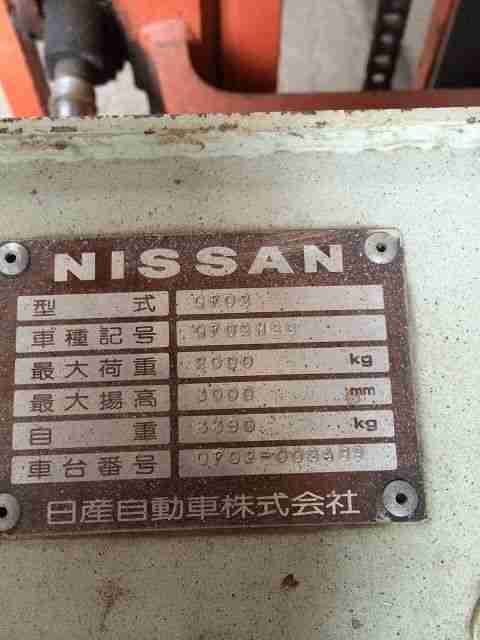 NISSAN
型式 QF02
車種記号
最大荷重 2000 kg
最大揚高 3000 mm
自重 3390 kg
車台番号
日産自動車株式会社